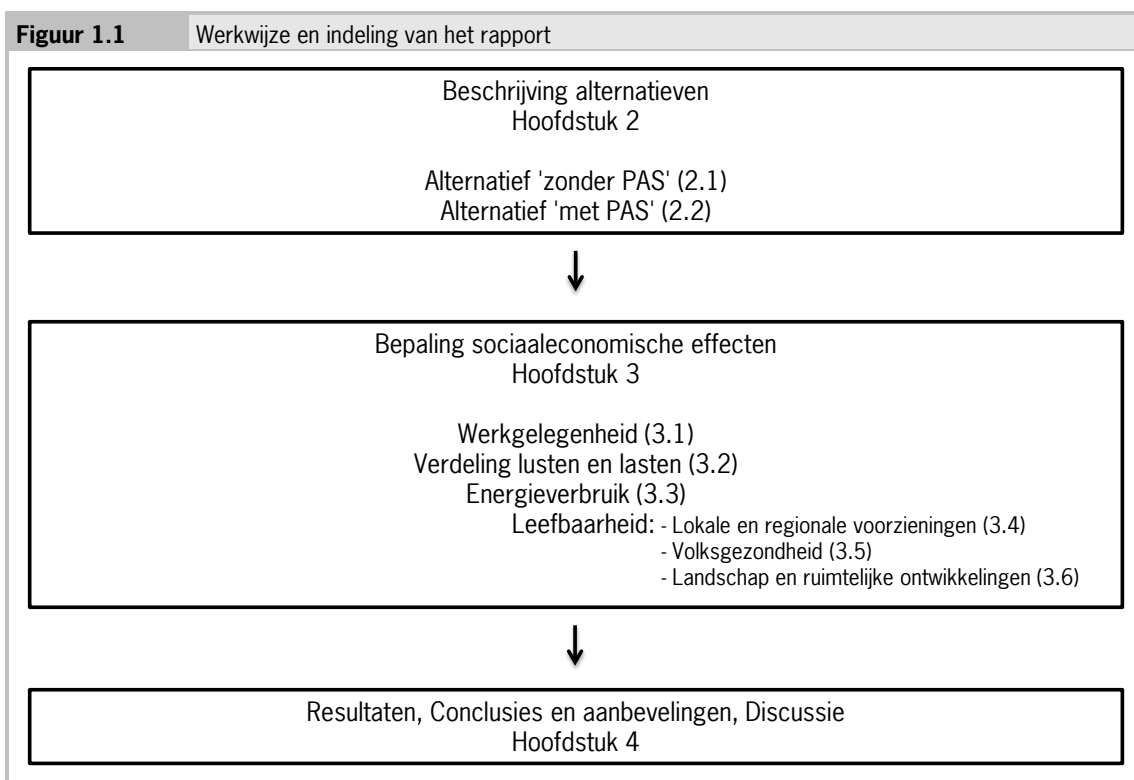 Figuur 1.1 Werkwijze en indeling van het rapport
Beschrijving alternatieven
Hoofdstuk 2
Alternatief 'zonder PAS' (2.1)
Alternatief 'met PAS' (2.2)
Bepaling sociaaleconomische effecten
Hoofdstuk 3
Werkgelegenheid (3.1)
Verdeling lusten en lasten (3.2)
Energieverbruik (3.3)
Leefbaarheid: - Lokale en regionale voorzieningen (3.4)
- Volksgezondheid (3.5)
- Landschap en ruimtelijke ontwikkelingen (3.6)
Resultaten, Conclusies en aanbevelingen, Discussie
Hoofdstuk 4